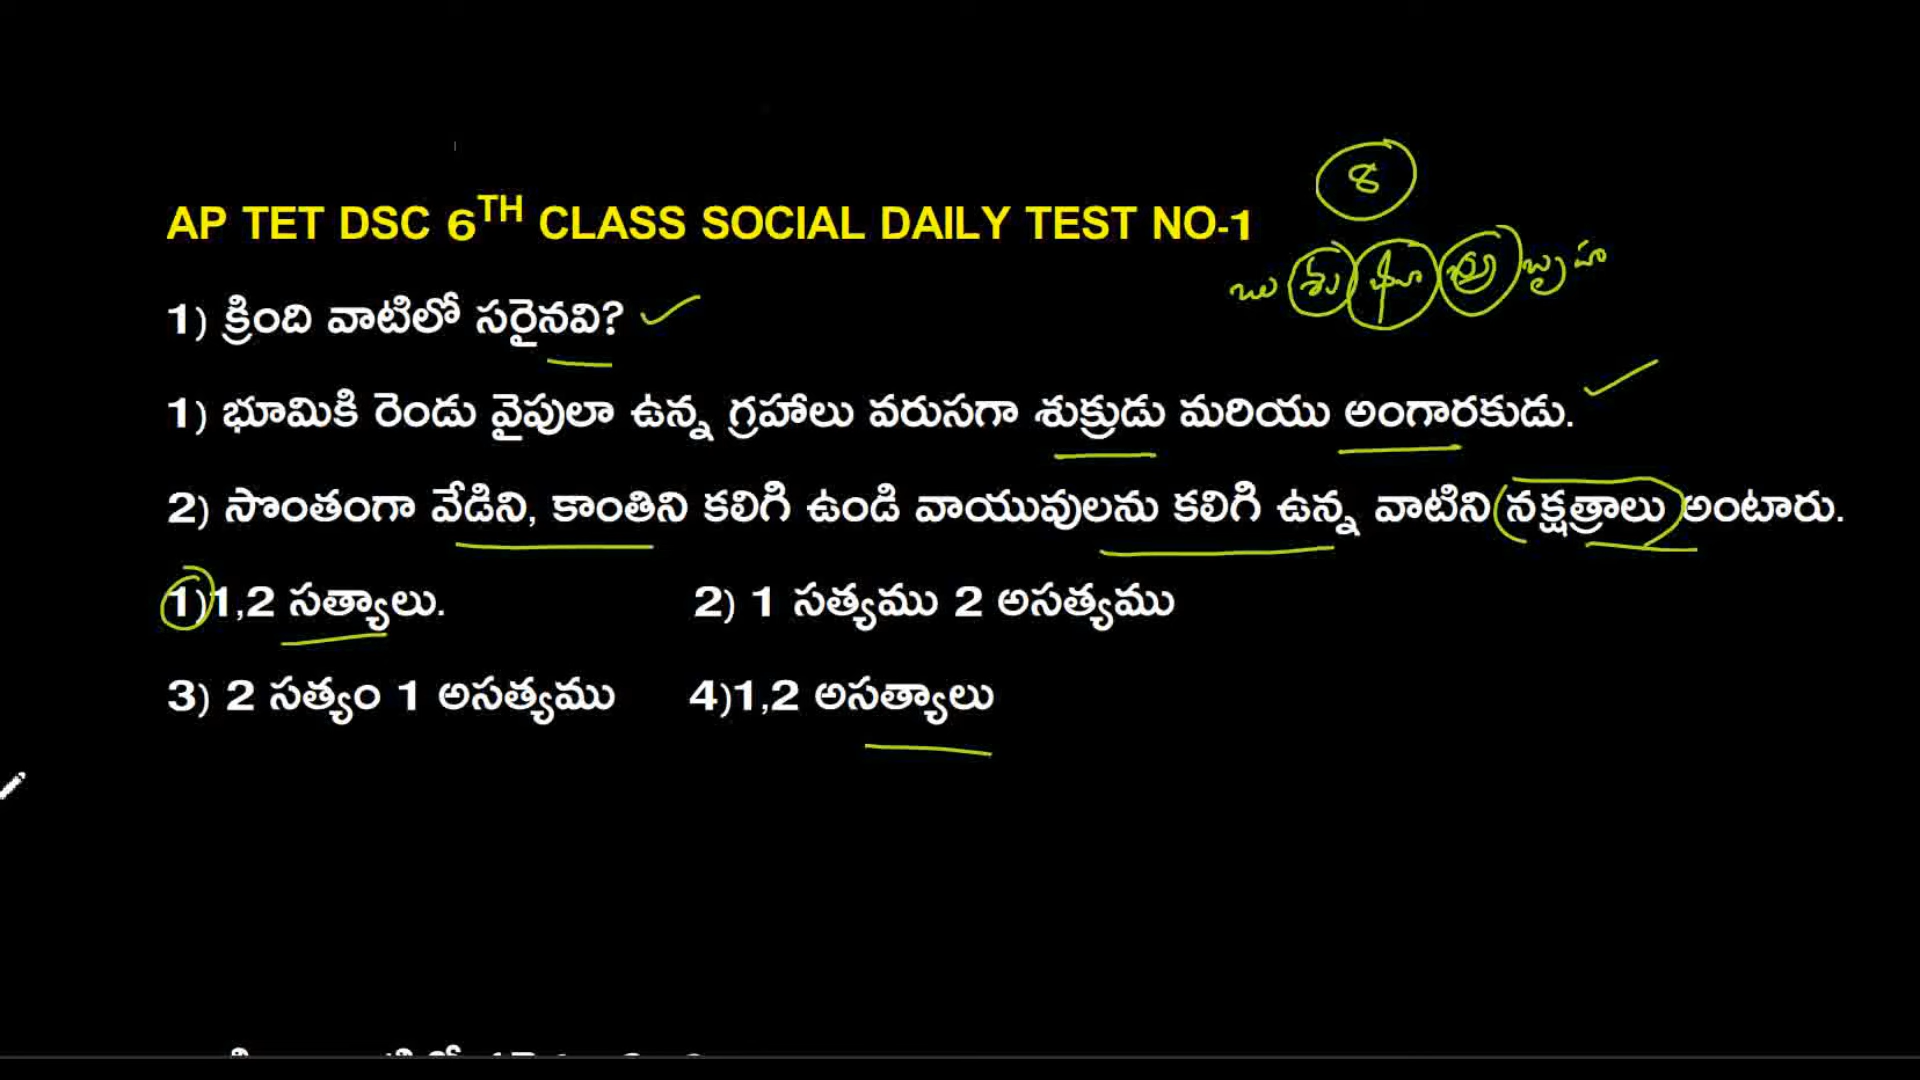 8
AP TET DSC 6TH CLASS SOCIAL DAILY TEST NO-1
బు శు భూ బృహ
1) క్రింది వాటిలో సరైనవి?
1) భూమికి రెండు వైపులా ఉన్న గ్రహాలు వరుసగా శుక్రుడు మరియు అంగారకుడు.
2) సొంతంగా వేడిని, కాంతిని కలిగి ఉండి వాయువులను కలిగి ఉన్న వాటిని నక్షత్రాలు అంటారు.
1)1,2 సత్యాలు. 2) 1 సత్యము 2 అసత్యము
3) 2 సత్యం 1 అసత్యము 4)1,2 అసత్యాలు